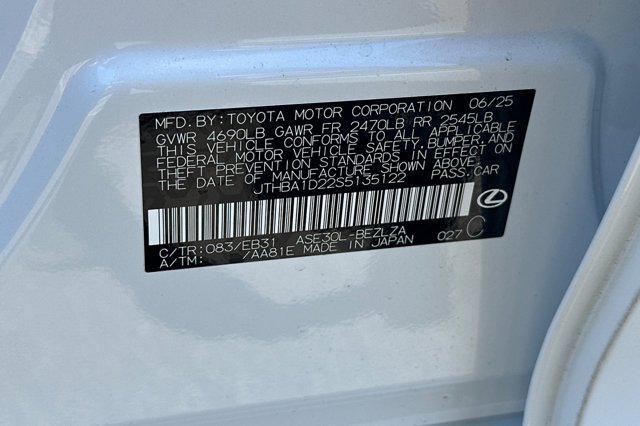 MFD. BY: TOYOTA MOTOR CORPORATION 06/25
GVWR 4690LB GAWR FR 2470LB RR 2545LB
THIS VEHICLE CONFORMS TO ALL APPLICABLE
FEDERAL MOTOR VEHICLE SAFETY, BUMPER, AND
THEFT PREVENTION STANDARDS IN EFFECT ON
THE DATE OF MANUFACTURE SHOWN ABOVE.
JTHBA1D22S5135122 PASS. CAR
C/TR: 083/EB31 ASE30L-BEZLZA 027 C
A/TM: /AA81E MADE IN JAPAN